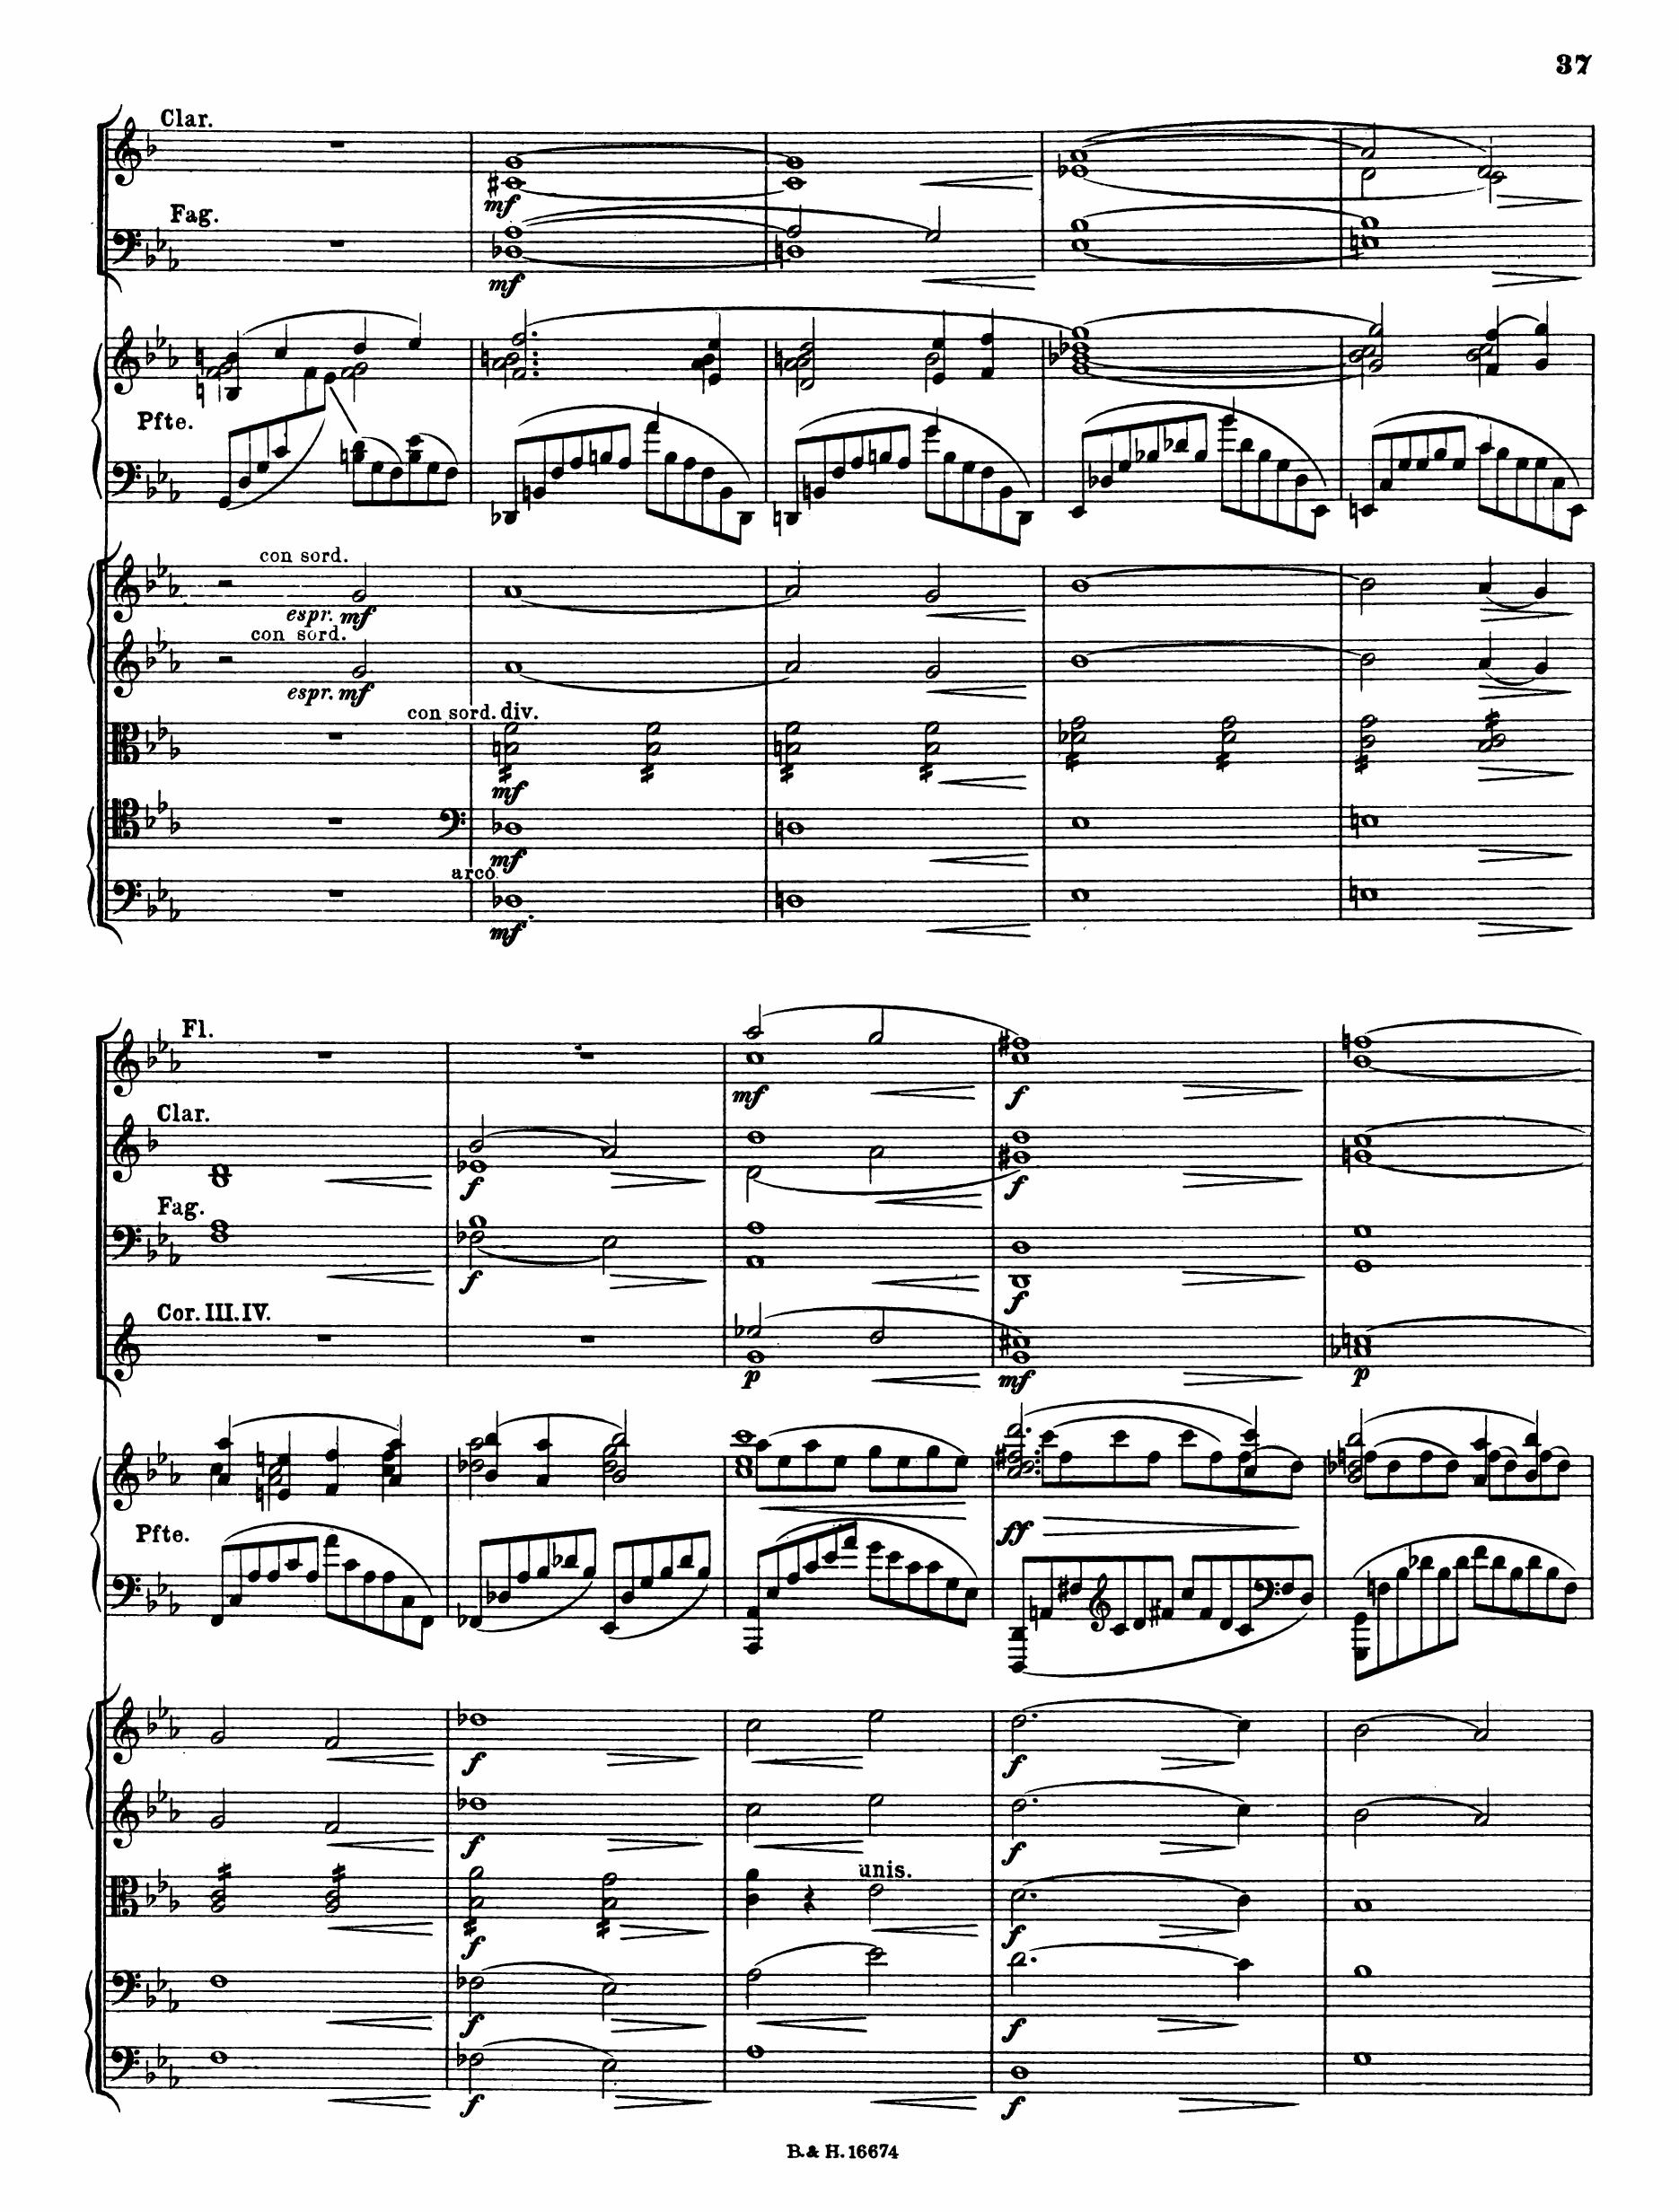 37
Clar.
mf
Fag.
mf
Pfte.
con sord.
espr. mf
con sord.
espr. mf
con sord. div.
mf
mf
arco
mf
Fl.
mf
f
Clar.
f
f
Fag.
f
f
Cor. III. IV.
p
mf
p
Pfte.
ff
f
f
f
f
unis.
f
f
f
f
f
f
B. & H. 16674